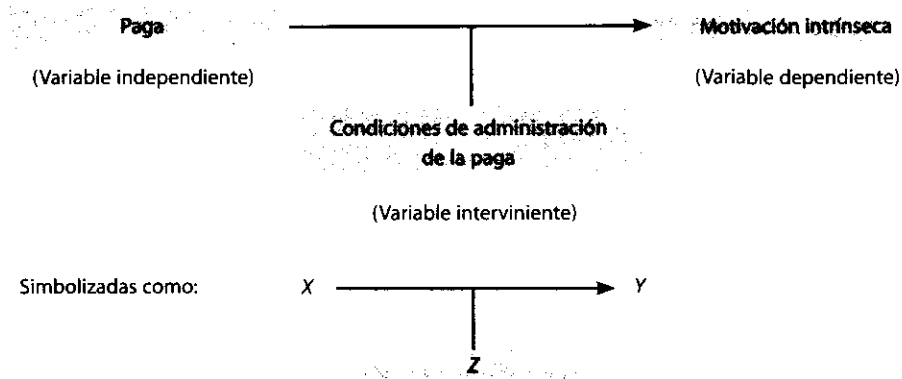 Paga Motivación intrínseca
(Variable independiente) (Variable dependiente)
Condiciones de administración
de la paga
(Variable interviniente)
Simbolizadas como: X Y
Z